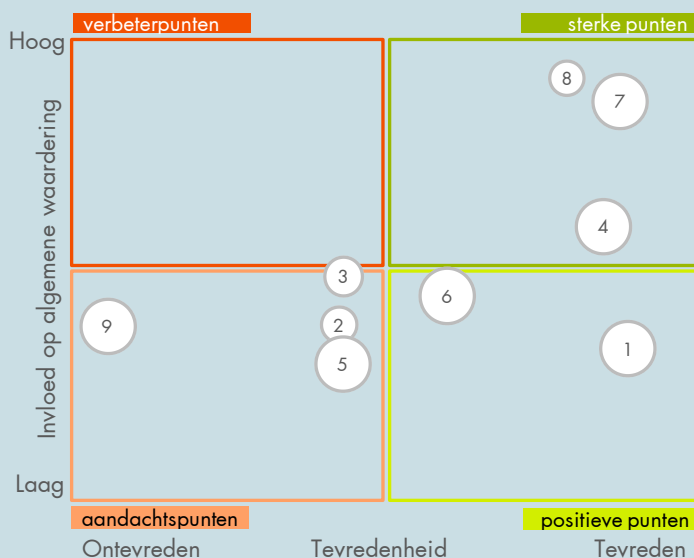 verbeterpunten
sterke punten
Hoog
Invloed op algemene waardering
8
7
4
3
6
9
2
1
5
Laag
aandachtspunten
positieve punten
Ontevreden
Tevredenheid
Tevreden